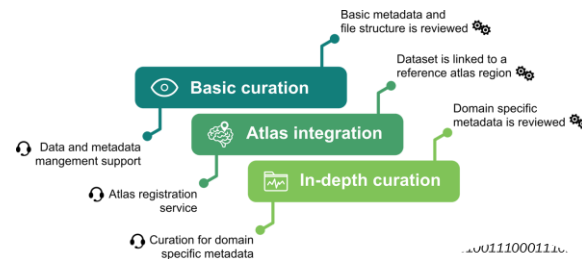 Basic metadata and
file structure is reviewed
Dataset is linked to a
reference atlas region
Basic curation
Domain specific
metadata is reviewed
Atlas integration
Data and metadata
mangement support
In-depth curation
Atlas registration
service
Curation for domain
specific metadata